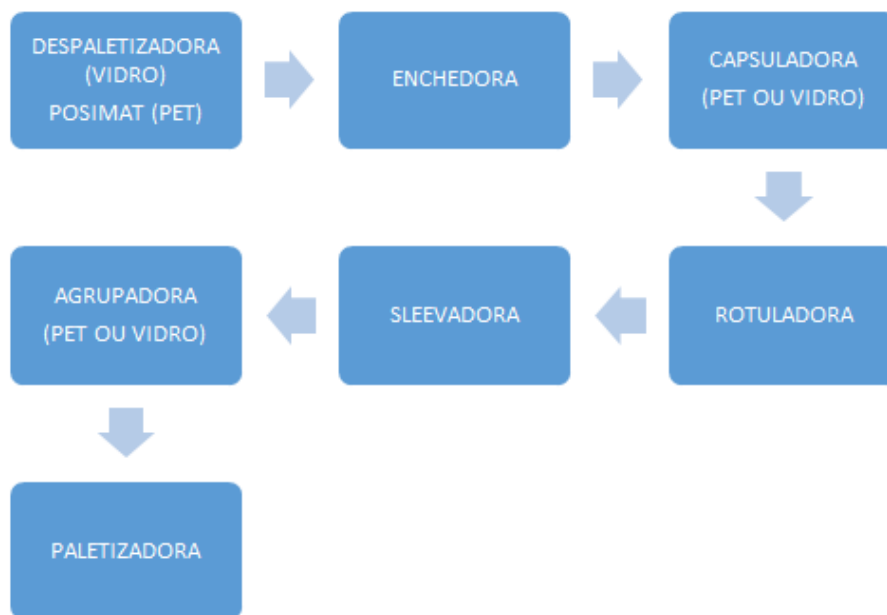 DESPALETIZADORA
(VIDRO)
POSIMAT (PET)
ENCHEDORA
CAPSULADORA
(PET OU VIDRO)
ROTULADORA
SLEEVADORA
AGRUPADORA
(PET OU VIDRO)
PALETIZADORA